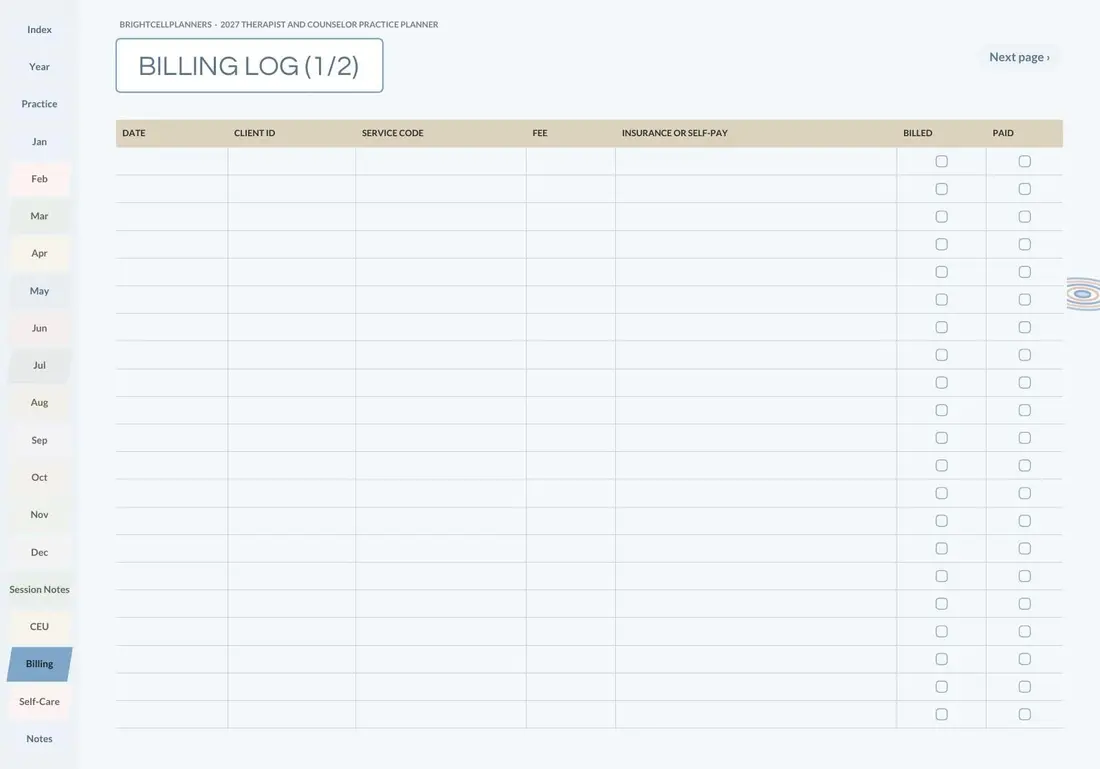 BRIGHTCELLPLANNERS - 2027 THERAPIST AND COUNSELOR PRACTICE PLANNER
BILLING LOG (1/2)
Next page ›
Index
Year
Practice
Jan
Feb
Mar
Apr
May
Jun
Jul
Aug
Sep
Oct
Nov
Dec
Session Notes
CEU
Billing
Self-Care
Notes
DATE CLIENT ID SERVICE CODE FEE INSURANCE OR SELF-PAY BILLED PAID